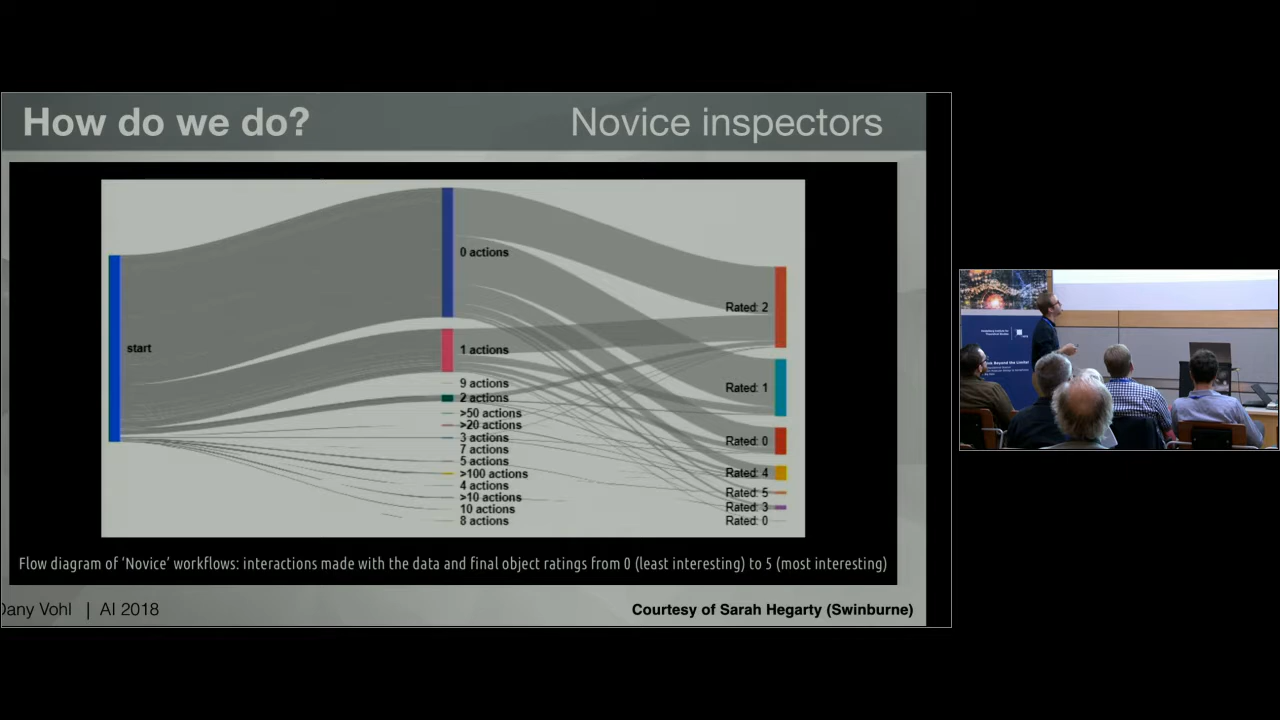 How do we do?
Novice inspectors
start
0 actions
1 actions
9 actions
2 actions
>50 actions
>20 actions
3 actions
7 actions
5 actions
>100 actions
4 actions
>10 actions
10 actions
8 actions
Rated: 2
Rated: 1
Rated: 0
Rated: 4
Rated: 5
Rated: 3
Rated: 0
Flow diagram of ‘Novice’ workflows: interactions made with the data and final object ratings from 0 (least interesting) to 5 (most interesting)
Dany Vohl | AI 2018
Courtesy of Sarah Hegarty (Swinburne)
Beyond the Limits!